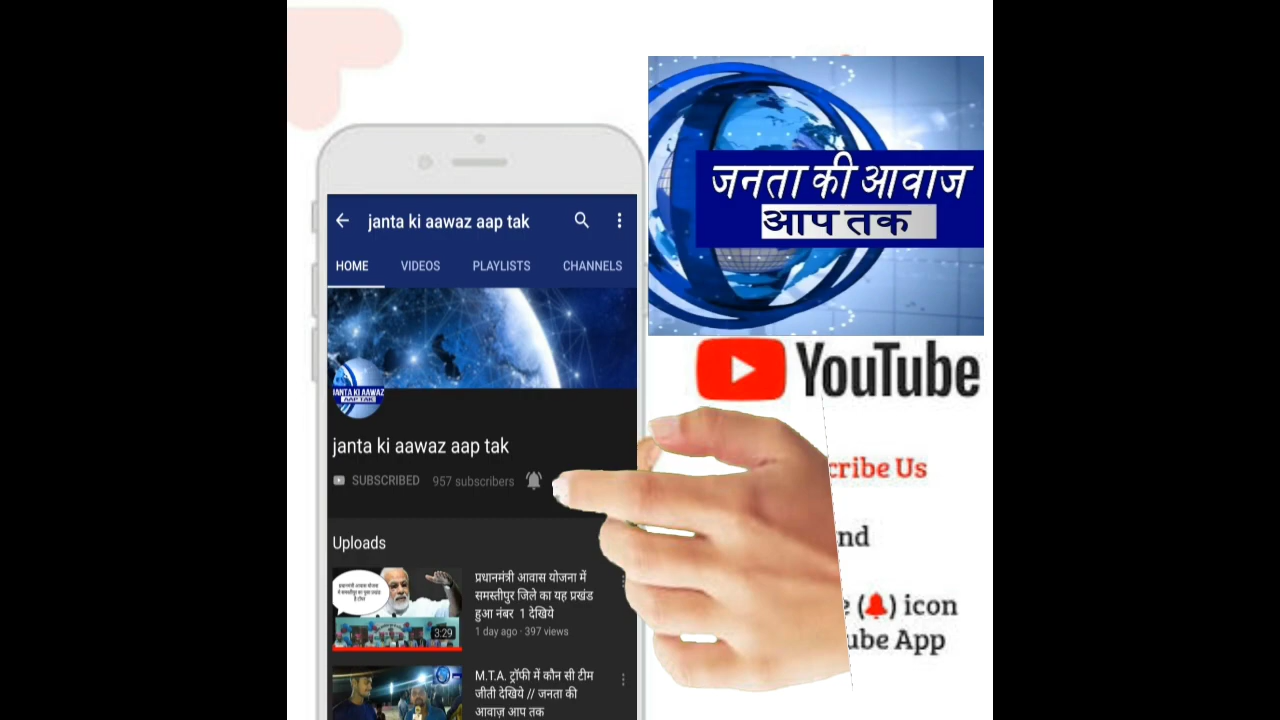 janta ki aawaz aap tak
HOME VIDEOS PLAYLISTS CHANNELS
JANTA KI AAWAZ
AAP TAK
janta ki aawaz aap tak
SUBSCRIBED 957 subscribers
Uploads
3:29
प्रधानमंत्री आवास योजना में
समस्तीपुर जिले का यह प्रखंड
हुआ नंबर 1 देखिये
1 day ago · 397 views
M.T.A. ट्रॉफी में कौन सी टीम
जीती देखिये // जनता की
आवाज़ आप तक
जनता की आवाज
आप तक
YouTube
cribe Us
nd
e () icon
ube App